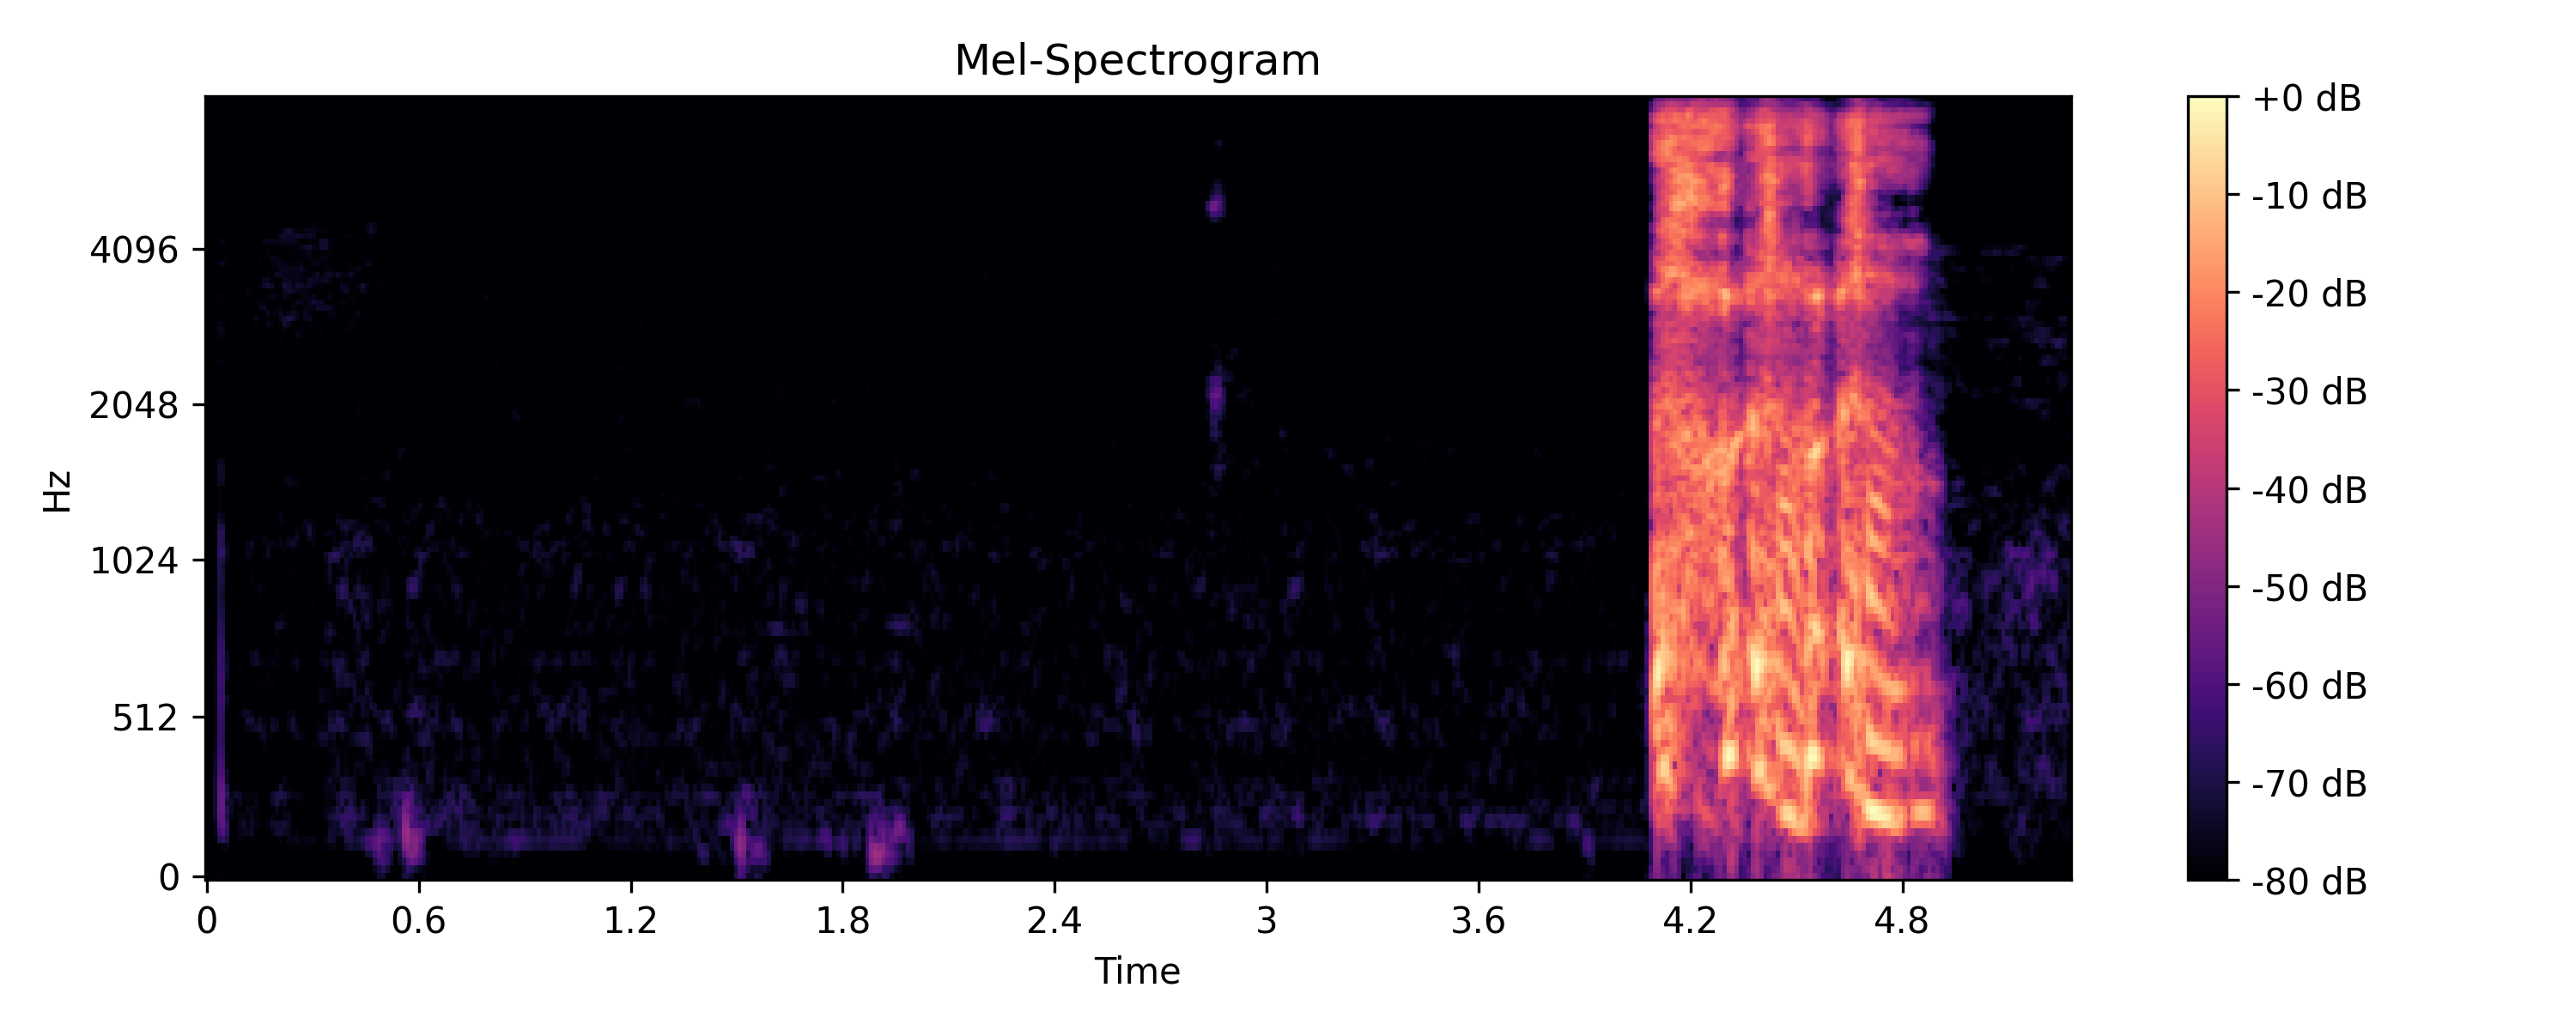 Mel-Spectrogram
+0 dB
-10 dB
-20 dB
-30 dB
-40 dB
-50 dB
-60 dB
-70 dB
-80 dB
Hz
4096
2048
1024
512
0
0 0.6 1.2 1.8 2.4 3 3.6 4.2 4.8
Time